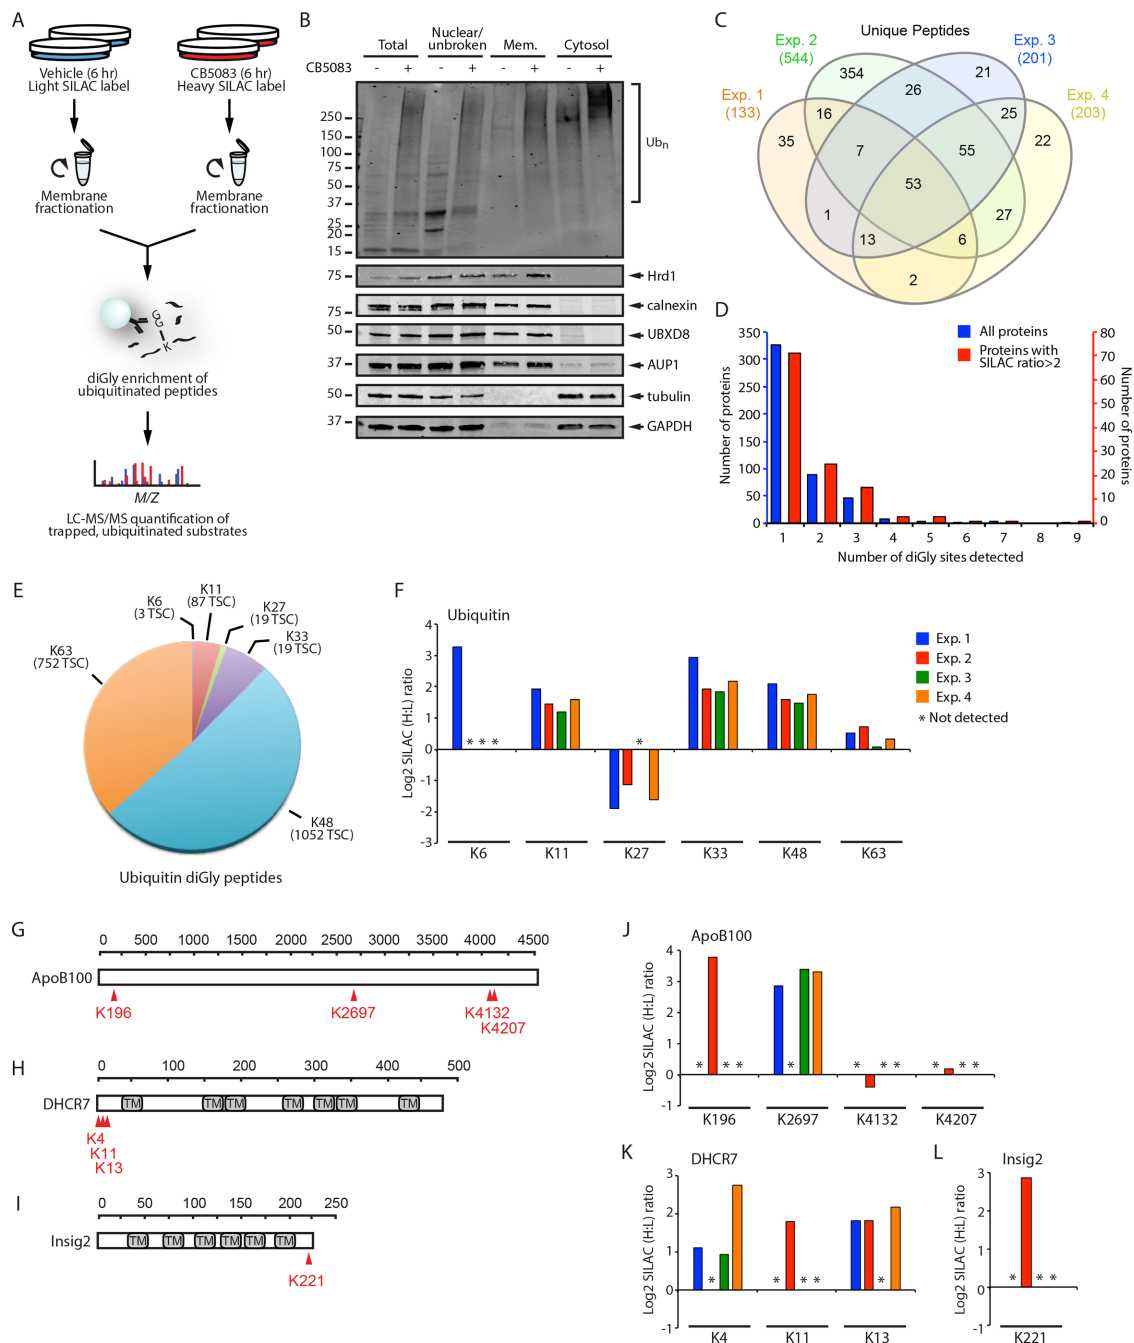 A
Vehicle (6 hr)
Light SILAC label
CB5083 (6 hr)
Heavy SILAC label
Membrane
fractionation
Membrane
fractionation
G
G
K
diGly enrichment of
ubiquitinated peptides
M/Z
LC-MS/MS quantification of
trapped, ubiquitinated substrates
B
Total
Nuclear/
unbroken
Mem.
Cytosol
CB5083 - + - + - + - +
250
150
100
75
50
37
25
20
15
Ubn
75 Hrd1
75 calnexin
50 UBXD8
37 AUP1
50 tubulin
37 GAPDH
C
Unique Peptides
Exp. 2
(544)
Exp. 3
(201)
Exp. 1
(133)
Exp. 4
(203)
354
26
21
16
25
35
22
7
55
53
1
27
13
6
2
D
All proteins
Proteins with
SILAC ratio>2
Number of proteins
350
300
250
200
150
100
50
0
80
70
60
50
40
30
20
10
0
Number of
proteins
1 2 3 4 5 6 7 8 9
Number of diGly sites detected
E
K6
(3 TSC)
K11
(87 TSC)
K27
(19 TSC)
K33
(19 TSC)
K63
(752 TSC)
K48
(1052 TSC)
Ubiquitin diGly peptides
F
Ubiquitin
Log2 SILAC (H:L) ratio
4
3
2
1
0
-1
-2
-3
* * *
*
K6 K11 K27 K33 K48 K63
Exp. 1
Exp. 2
Exp. 3
Exp. 4
* Not detected
G
0 500 1000 1500 2000 2500 3000 3500 4000 4500
ApoB100
K196
K2697
K4132
K4207
H
0 100 200 300 400 500
DHCR7
TM TM TM TM TM TM TM
K4
K11
K13
I
0 50 100 150 200 250
Insig2
TM TM TM TM TM TM
K221
J
ApoB100
Log2 SILAC (H:L) ratio
4
3
2
1
0
-1
* * * * * * * * * *
K196 K2697 K4132 K4207
K
DHCR7
Log2 SILAC (H:L) ratio
3
2
1
0
-1
* * * * *
K4 K11 K13
L
Insig2
Log2 SILAC (H:L) ratio
3
2
1
0
-1
* * *
K221